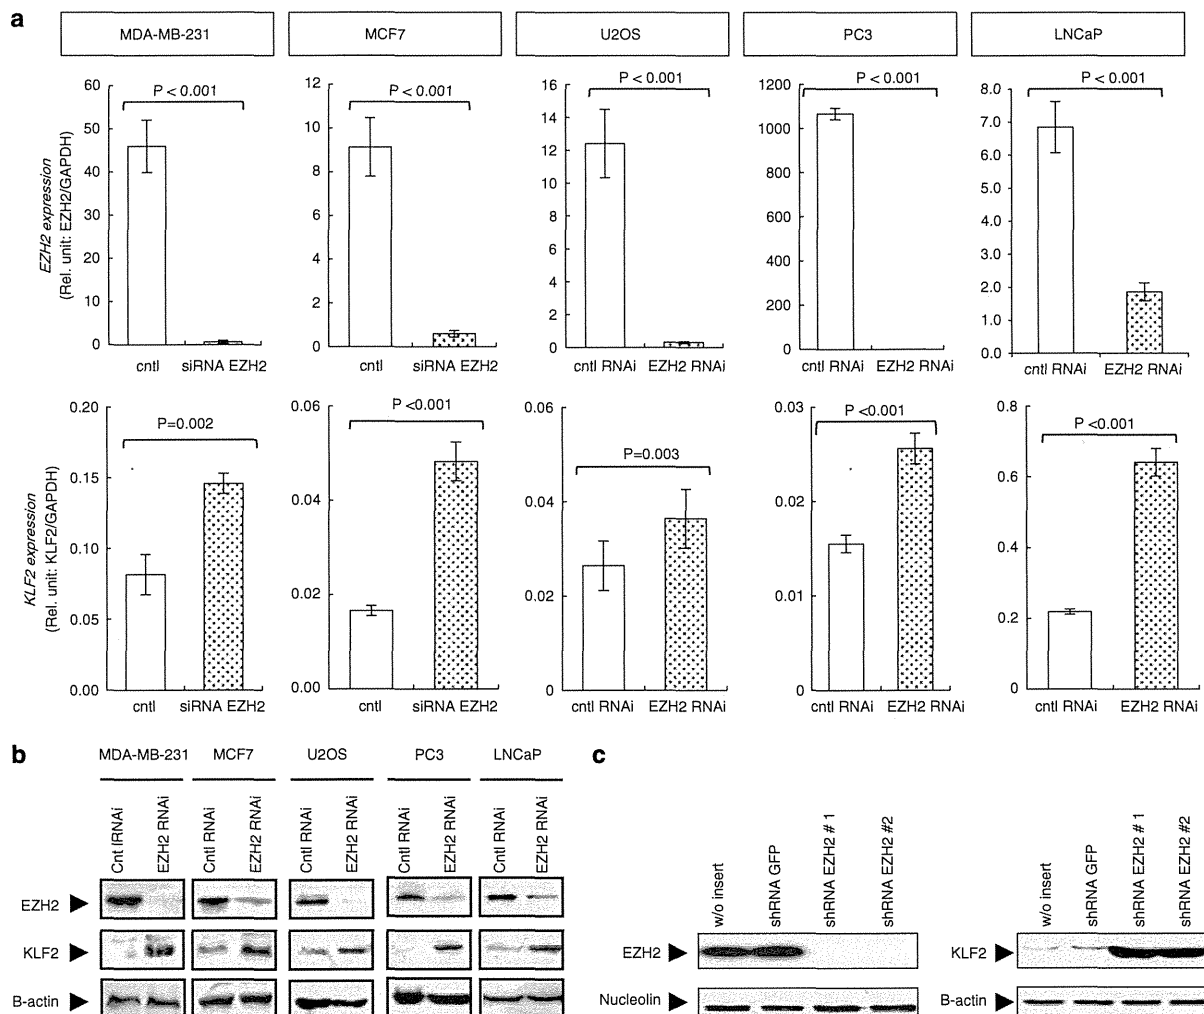 a
MDA-MB-231
MCF7
U2OS
PC3
LNCaP
EZH2 expression
(Rel. unit: EZH2/GAPDH)
60
50
40
30
20
10
0
P < 0.001
cntl
siRNA EZH2
12
10
8
6
4
2
0
P < 0.001
cntl
siRNA EZH2
16
14
12
10
8
6
4
2
0
P < 0.001
cntl RNAi
EZH2 RNAi
1200
1000
800
600
400
200
0
P < 0.001
cntl RNAi
EZH2 RNAi
8.0
7.0
6.0
5.0
4.0
3.0
2.0
1.0
0.0
P < 0.001
cntl RNAi
EZH2 RNAi
KLF2 expression
(Rel. unit: KLF2/GAPDH)
0.20
0.15
0.10
0.05
0.00
P=0.002
cntl
siRNA EZH2
0.06
0.04
0.02
0.00
P <0.001
cntl
siRNA EZH2
0.06
0.04
0.02
0
P=0.003
cntl RNAi
EZH2 RNAi
0.03
0.02
0.01
0
P <0.001
cntl RNAi
EZH2 RNAi
0.8
0.6
0.4
0.2
0
P <0.001
cntl RNAi
EZH2 RNAi
b
MDA-MB-231
MCF7
U2OS
PC3
LNCaP
Cntl IRNAi
EZH2 RNAi
Cntl RNAi
EZH2 RNAi
Cntl RNAi
EZH2 RNAi
Cntl RNAi
EZH2 RNAi
Cntl RNAi
EZH2 RNAi
EZH2
KLF2
B-actin
c
w/o insert
shRNA GFP
shRNA EZH2 # 1
shRNA EZH2 #2
EZH2
Nucleolin
w/o insert
shRNA GFP
shRNA EZH2 # 1
shRNA EZH2 #2
KLF2
B-actin